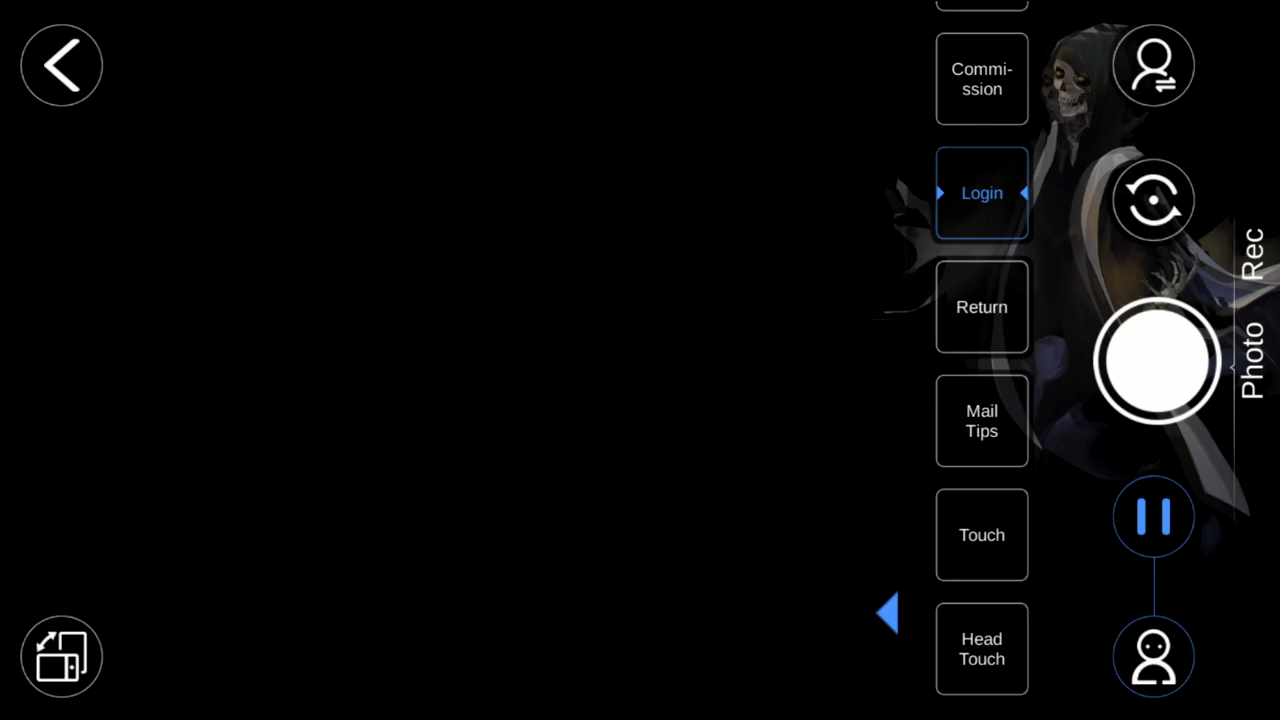 Commi-
ssion
Login
Return
Mail
Tips
Touch
Head
Touch
Rec
Photo